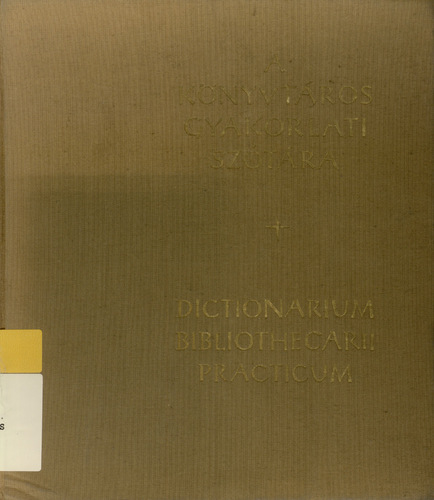 A
KÖNYVTÁROS
GYAKORLATI
SZÓTÁRA
+
DICTIONARIUM
BIBLIOTHECARII
PRACTICUM